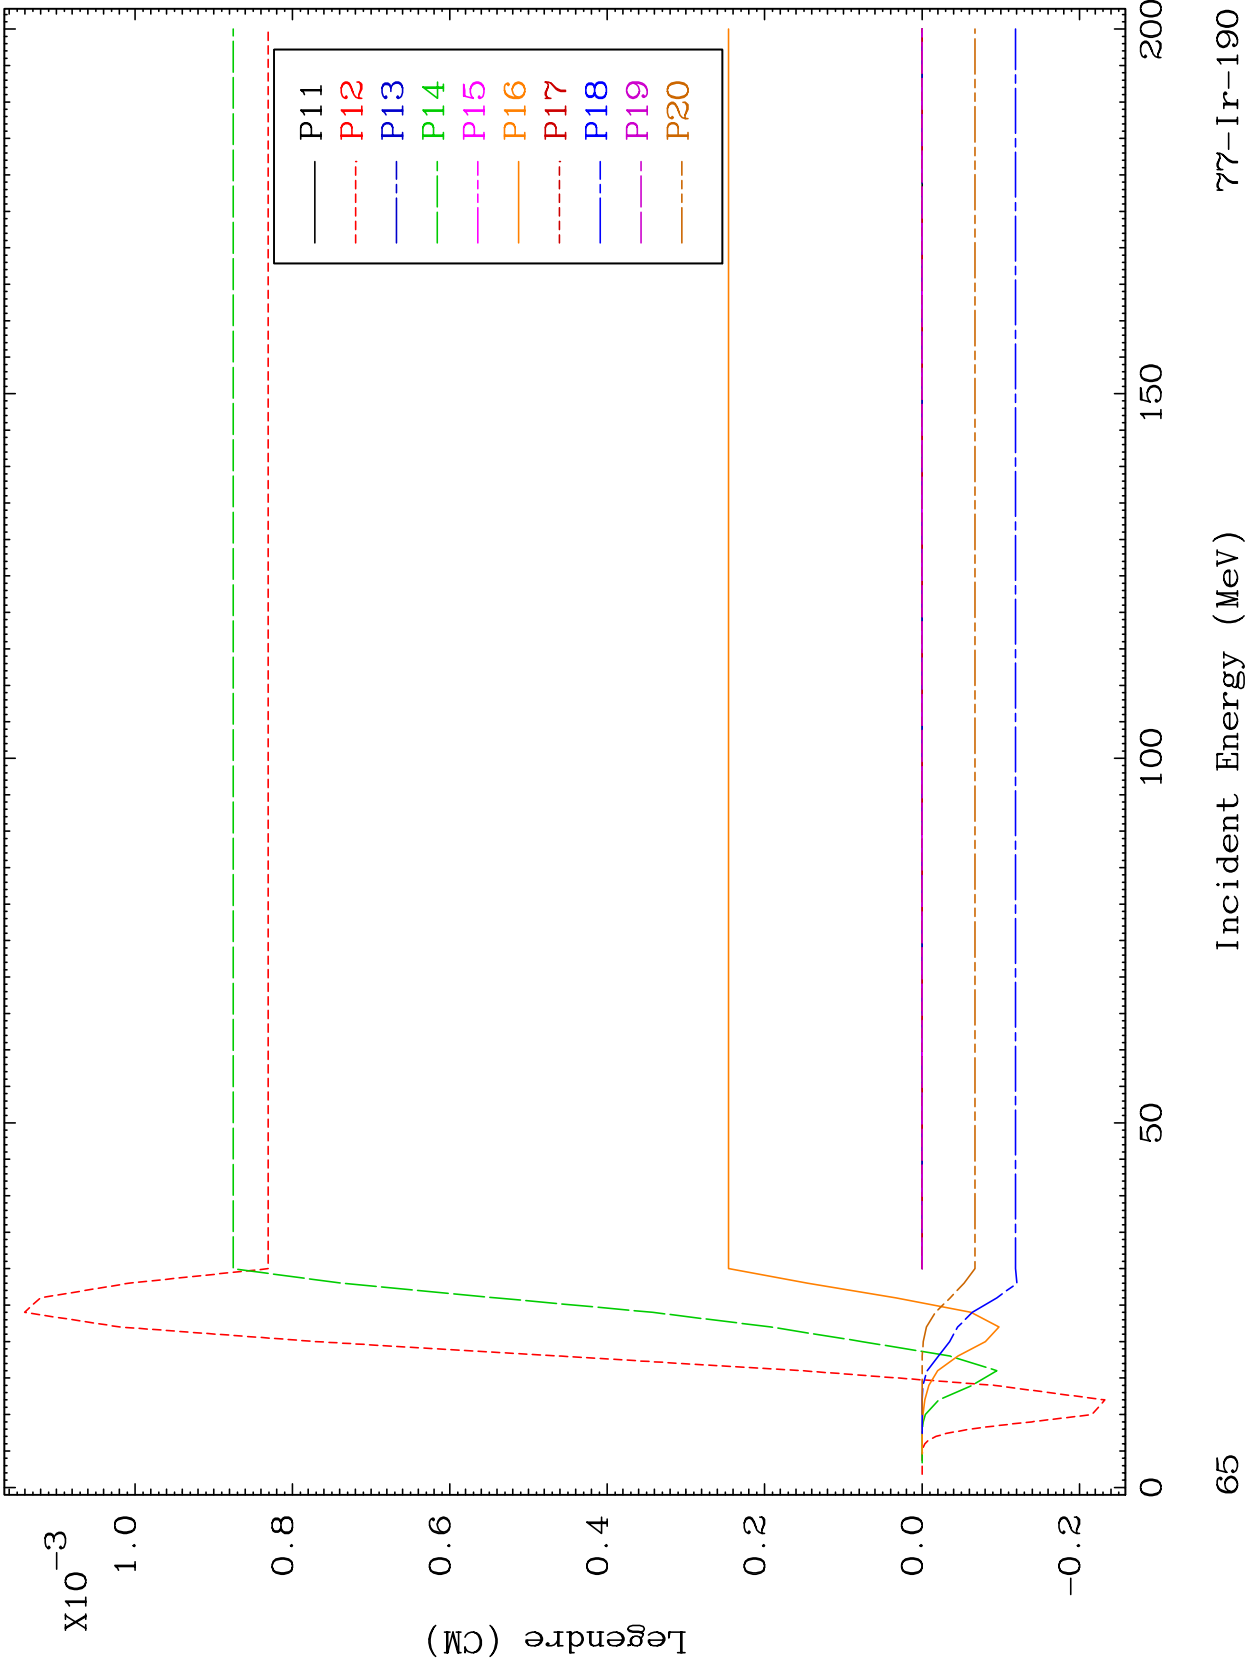 X10-3
1.0
0.8
0.6
0.4
0.2
0.0
-0.2
Legendre (CM)
P11
P12
P13
P14
P15
P16
P17
P18
P19
P20
0 50 100 150 200
Incident Energy (MeV)
65
77-Ir-190